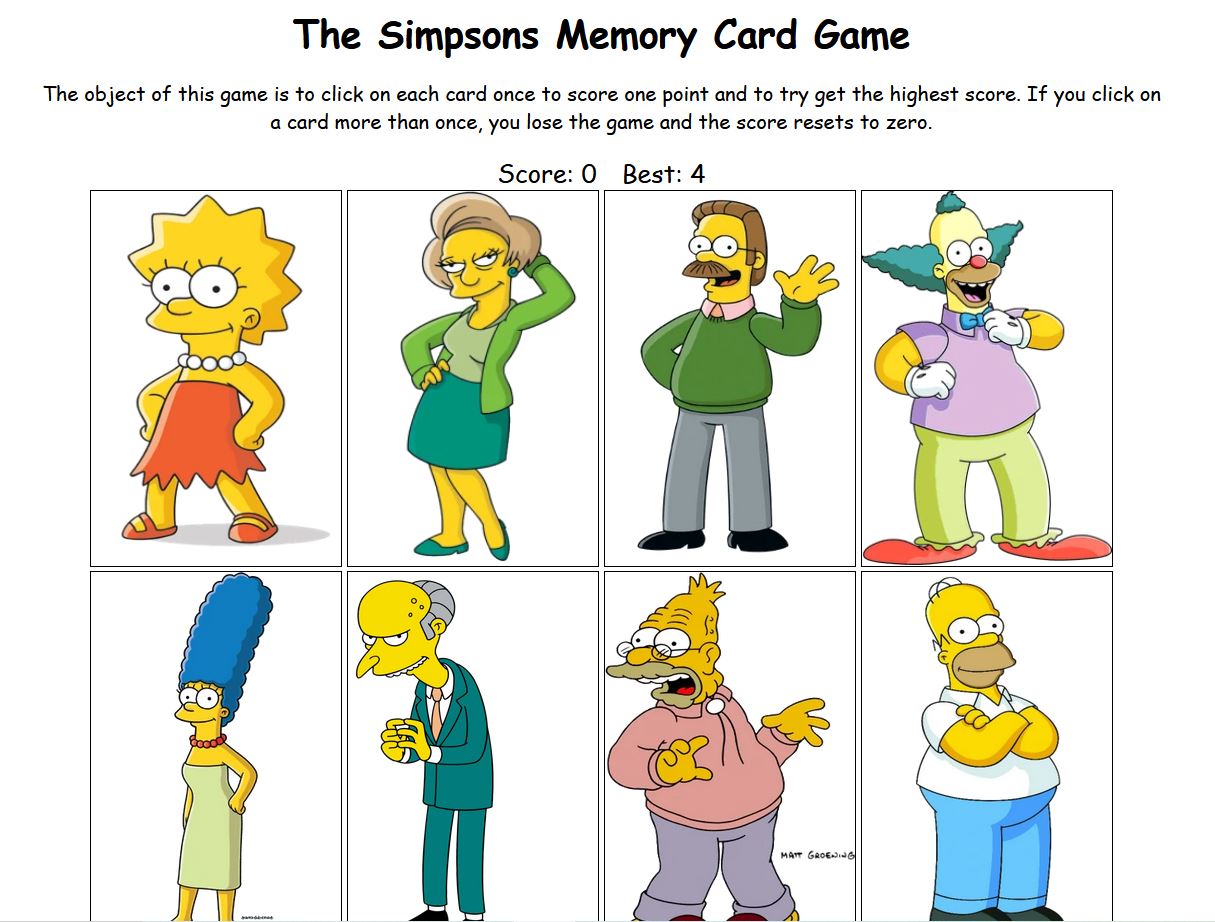 The Simpsons Memory Card Game
The object of this game is to click on each card once to score one point and to try get the highest score. If you click on
a card more than once, you lose the game and the score resets to zero.
Score: 0 Best: 4
MATT GROENING